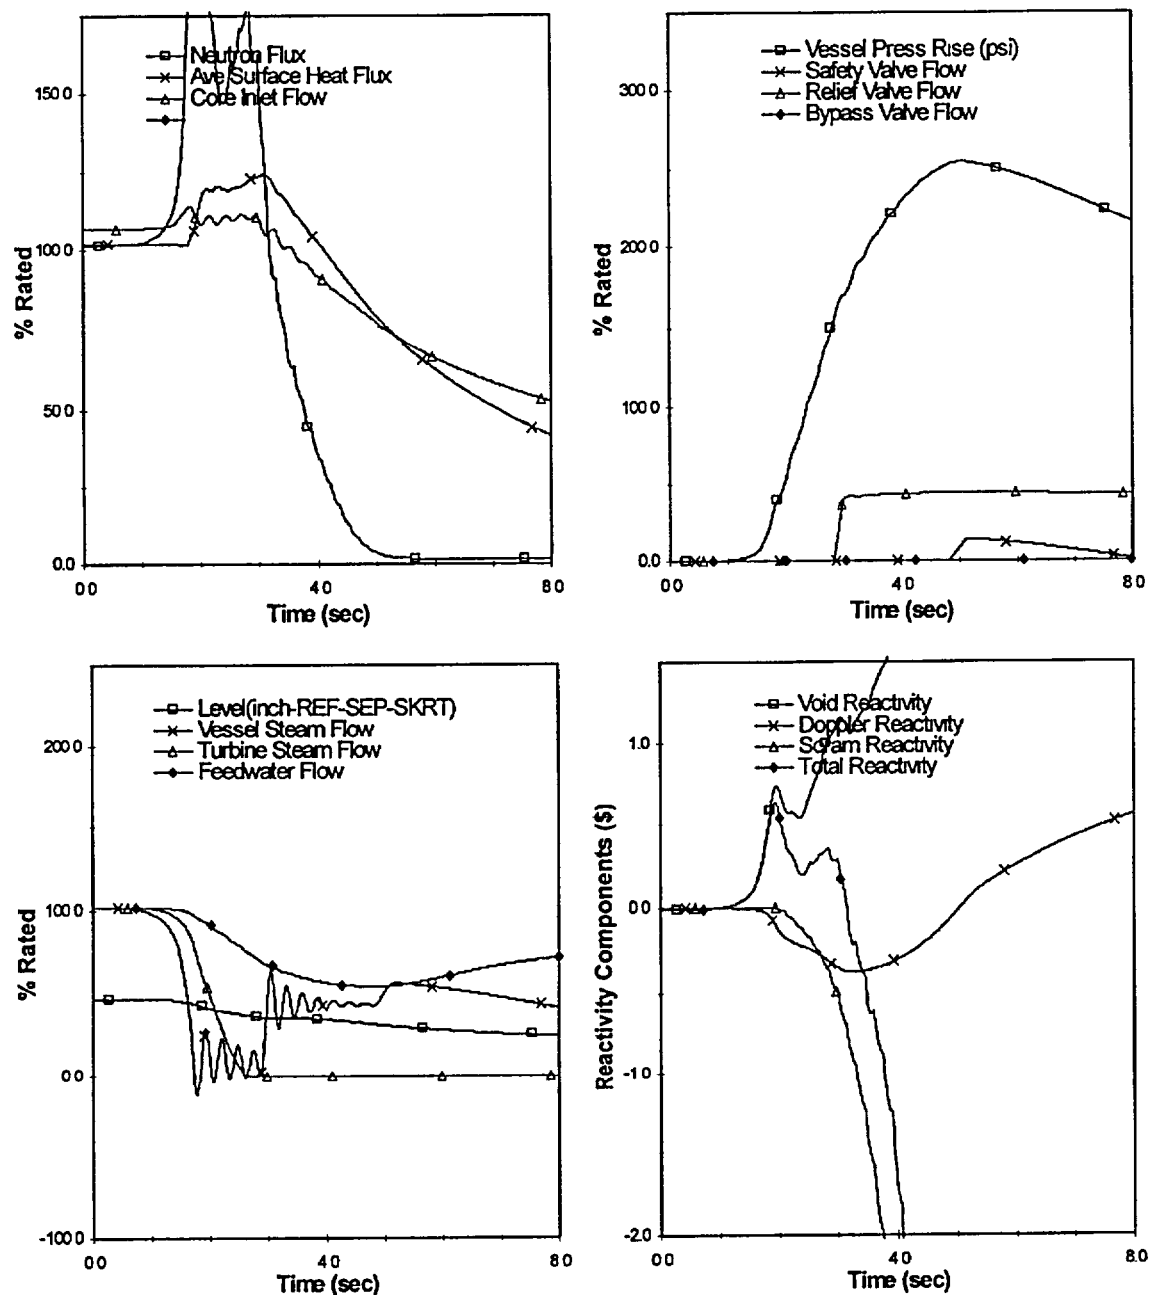 Neutron Flux
Ave Surface Heat Flux
Core Inlet Flow
150 0
100 0
50 0
0.0
% Rated
0 0
4 0
8 0
Time (sec)
Vessel Press Rise (psi)
Safety Valve Flow
Relief Valve Flow
Bypass Valve Flow
300 0
200 0
100 0
0.0
% Rated
0 0
4 0
8 0
Time (sec)
Level(inch-REF-SEP-SKRT)
Vessel Steam Flow
Turbine Steam Flow
Feedwater Flow
200 0
100 0
0 0
-100 0
% Rated
0 0
4 0
8 0
Time (sec)
Void Reactivity
Doppler Reactivity
Scram Reactivity
Total Reactivity
1.0
0 0
-1 0
-2.0
Reactivity Components ($)
0 0
4 0
8.0
Time (sec)